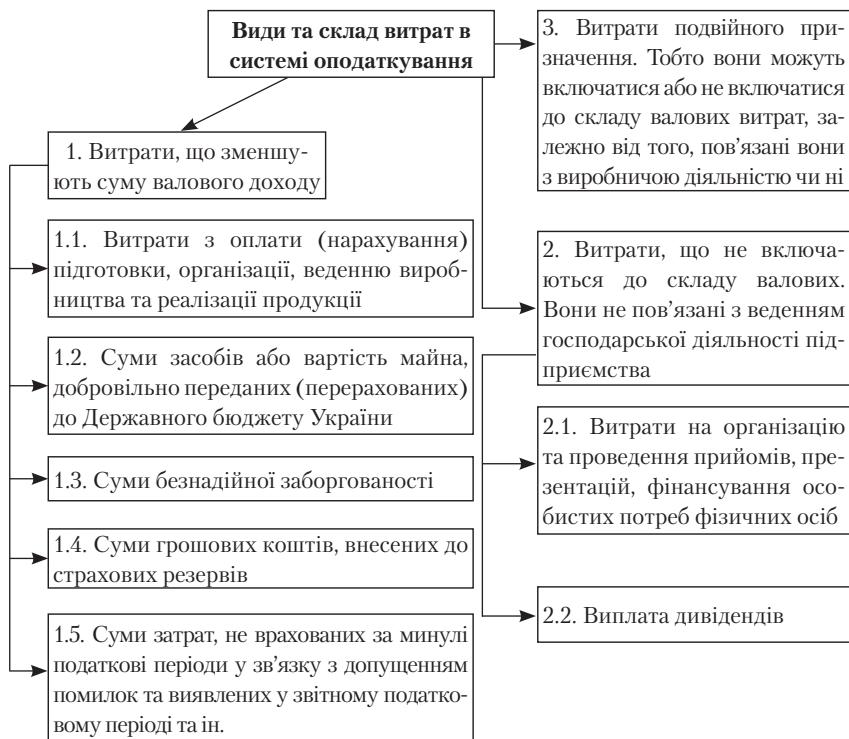 Види та склад витрат в
системі оподаткування
1. Витрати, що зменшу-
ють суму валового доходу
1.1. Витрати з оплати (нарахування)
підготовки, організації, веденню вироб-
ництва та реалізації продукції
1.2. Суми засобів або вартість майна,
добровільно переданих (перерахованих)
до Державного бюджету України
1.3. Суми безнадійної заборгованості
1.4. Суми грошових коштів, внесених до
страхових резервів
1.5. Суми затрат, не врахованих за минулі
податкові періоди у зв’язку з допущенням
помилок та виявлених у звітному податко-
вому періоді та ін.
3. Витрати подвійного при-
значення. Тобто вони можуть
включатися або не включатися
до складу валових витрат, за-
лежно від того, пов’язані вони
з виробничою діяльністю чи ні
2. Витрати, що не включа-
ються до складу валових.
Вони не пов’язані з веденням
господарської діяльності під-
приємства
2.1. Витрати на організацію
та проведення прийомів, пре-
зентацій, фінансування осо-
бистих потреб фізичних осіб
2.2. Виплата дивідендів